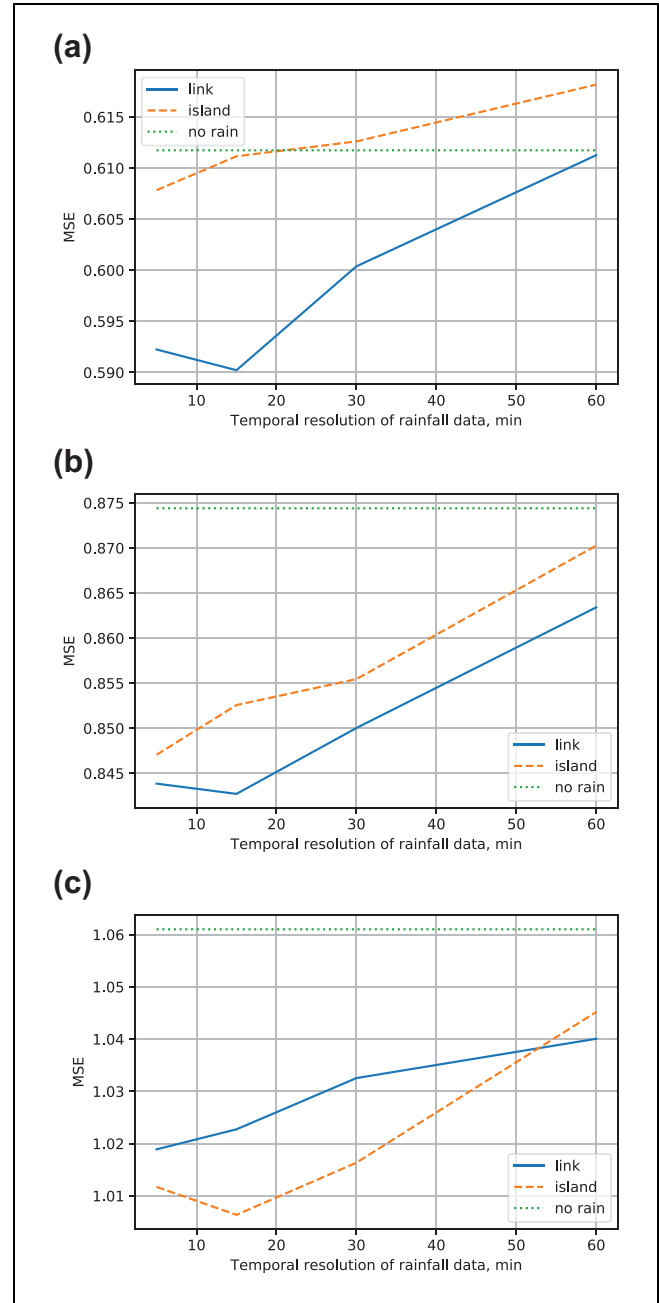 (a)
link
island
no rain
0.615
0.610
0.605
0.600
0.595
0.590
MSE
10 20 30 40 50 60
Temporal resolution of rainfall data, min
(b)
0.875
0.870
0.865
0.860
0.855
0.850
0.845
MSE
link
island
no rain
10 20 30 40 50 60
Temporal resolution of rainfall data, min
(c)
1.06
1.05
1.04
1.03
1.02
1.01
MSE
link
island
no rain
10 20 30 40 50 60
Temporal resolution of rainfall data, min